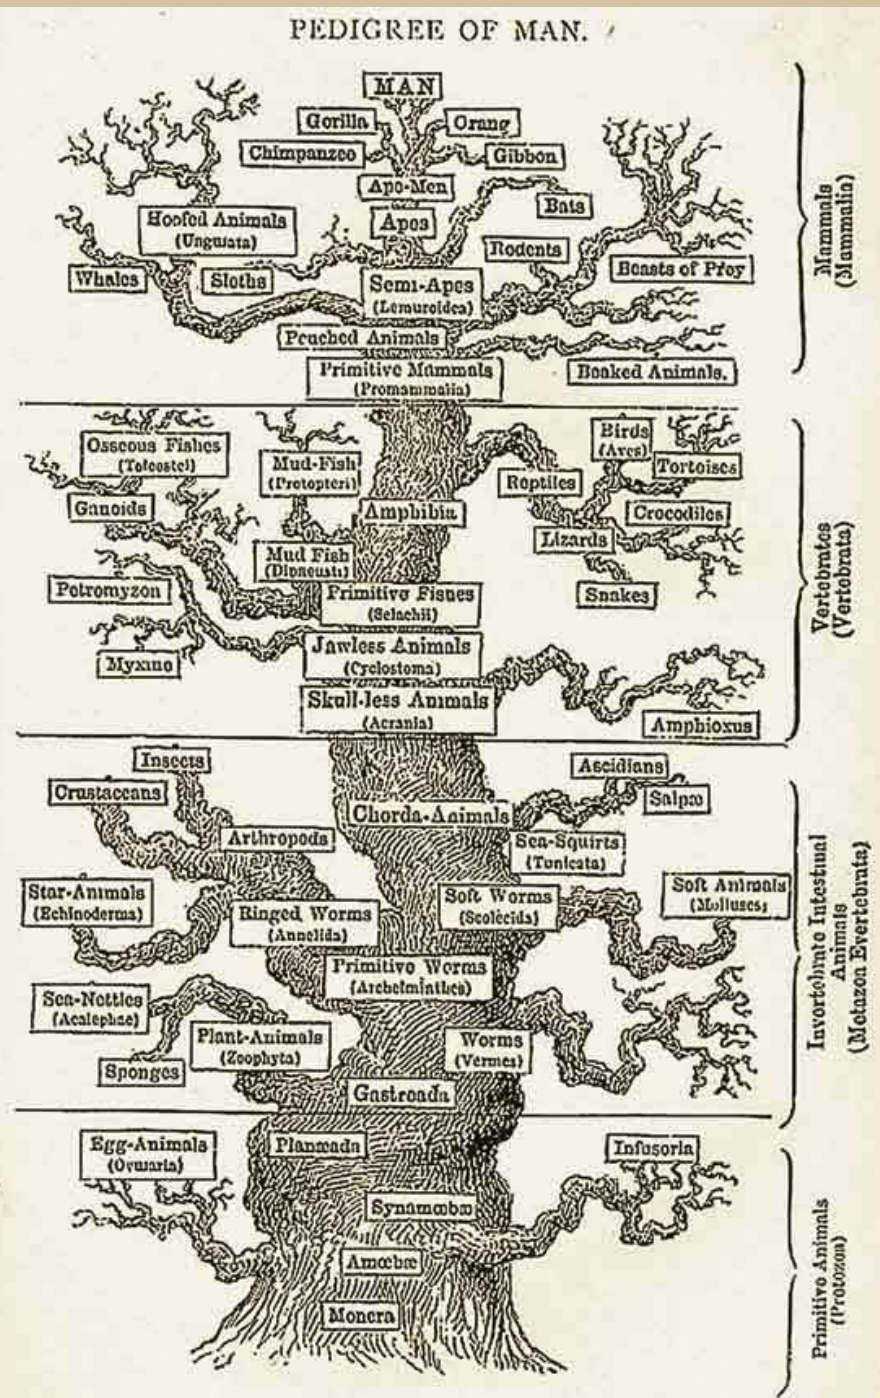 PEDIGREE OF MAN.
MAN
Gorilla
Orang
Chimpanzee
Gibbon
Ape-Men
Bats
Hoofed Animals
(Ungulata)
Apes
Rodents
Whales
Sloths
Semi-Apes
(Lemuroidea)
Beasts of Prey
Pouched Animals
Primitive Mammals
(Promammalia)
Beaked Animals.
Mammals
(Mammalia)
Osseous Fishes
(Teleostei)
Mud-Fish
(Protopteri)
Birds
(Aves)
Tortoises
Reptiles
Ganoids
Amphibia
Crocodiles
Lizards
Mud Fish
(Dipneusti)
Petromyzon
Primitive Fishes
(Selachii)
Snakes
Jawless Animals
(Cyclostoma)
Myxine
Skull-less Animals
(Acrania)
Amphioxus
Vertebrates
(Vertebrata)
Insects
Ascidians
Crustaceans
Salpæ
Chorda-Animals
Arthropods
Sea-Squirts
(Tunicata)
Star-Animals
(Echinoderma)
Soft Worms
(Scolecida)
Soft Animals
(Molluscs)
Ringed Worms
(Annelida)
Primitive Worms
(Archelminthes)
Sea-Nettles
(Acalephae)
Plant-Animals
(Zoophyta)
Worms
(Vermes)
Sponges
Gastreada
Invertebrate Intestinal
Animals
(Metazoa Evertebrata)
Egg-Animals
(Ovularia)
Planæada
Infusoria
Synamœbæ
Amœbæ
Monera
Primitive Animals
(Protozoa)